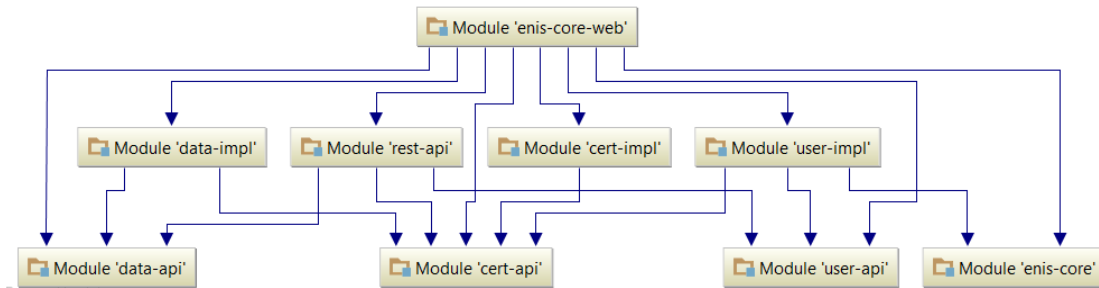 Module 'enis-core-web'
Module 'data-impl'
Module 'rest-api'
Module 'cert-impl'
Module 'user-impl'
Module 'data-api'
Module 'cert-api'
Module 'user-api'
Module 'enis-core'